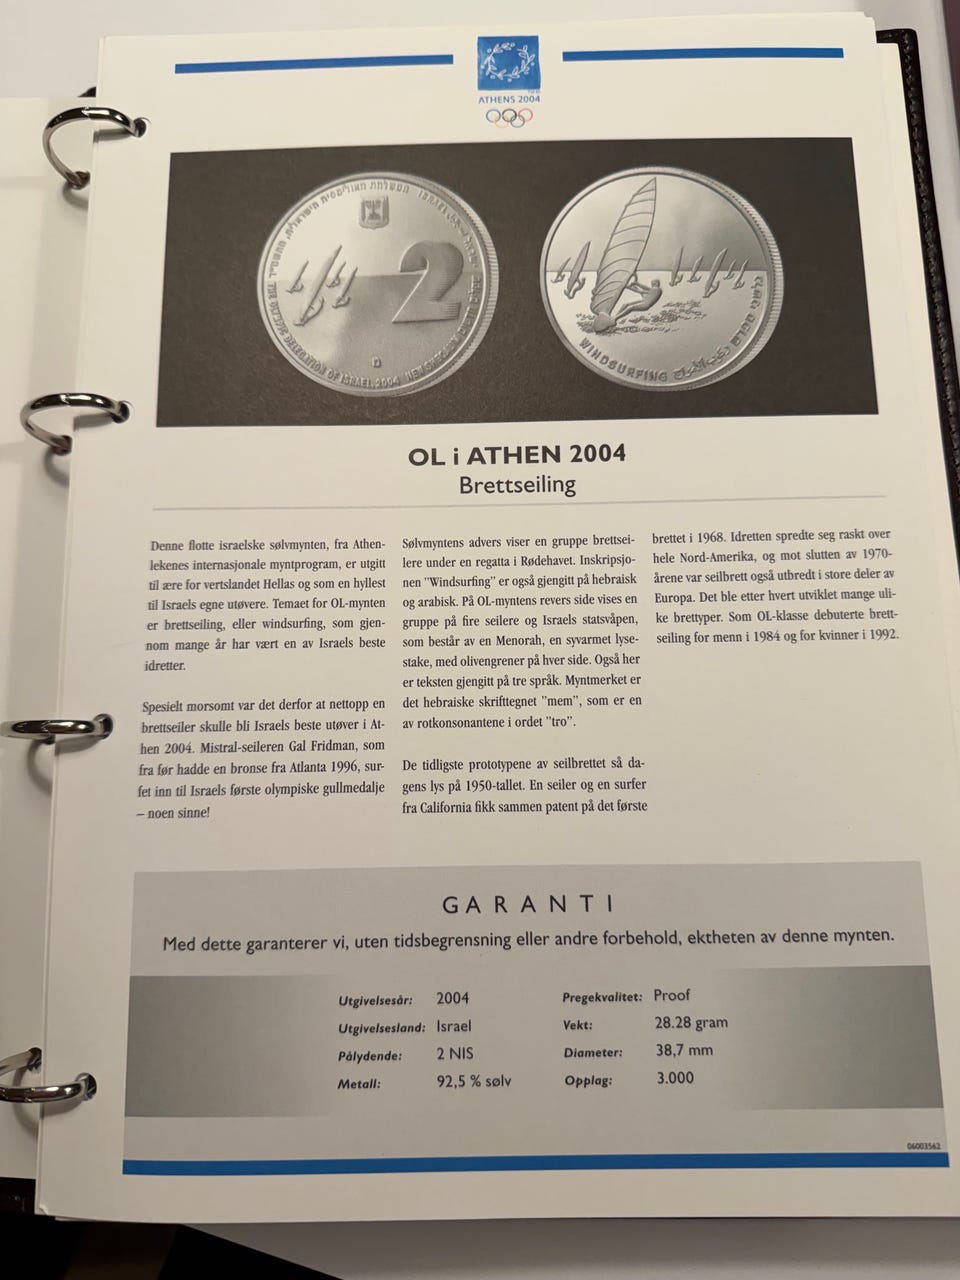 ATHENS 2004
ISRAEL
2
THE OLYMPIC DELEGATION OF ISRAEL 2004
WINDSURFING
OL i ATHEN 2004
Brettseiling
Denne flotte israelske sølvmynten, fra Athen-
lekenes internasjonale myntprogram, er utgitt
til ære for vertslandet Hellas og som en hyllest
til Israels egne utøvere. Temaet for OL-mynten
er brettseiling, eller windsurfing, som gjen-
nom mange år har vært en av Israels beste
idretter.
Spesielt morsomt var det derfor at nettopp en
brettseiler skulle bli Israels beste utøver i At-
hen 2004. Mistral-seileren Gal Fridman, som
fra før hadde en bronse fra Atlanta 1996, sur-
fet inn til Israels første olympiske gullmedalje
– noen sinne!
Sølvmyntens advers viser en gruppe brettsei-
lere under en regatta i Rødehavet. Inskripsjo-
nen "Windsurfing" er også gjengitt på hebraisk
og arabisk. På OL-myntens revers side vises en
gruppe på fire seilere og Israels statsvåpen,
som består av en Menorah, en syvarmet lyse-
stake, med olivengrener på hver side. Også her
er teksten gjengitt på tre språk. Myntmerket er
det hebraiske skrifttegnet "mem", som er en
av rotkonsonantene i ordet "tro".
De tidligste prototypene av seilbrettet så da-
gens lys på 1950-tallet. En seiler og en surfer
fra California fikk sammen patent på det første
brettet i 1968. Idretten spredte seg raskt over
hele Nord-Amerika, og mot slutten av 1970-
årene var seilbrett også utbredt i store deler av
Europa. Det ble etter hvert utviklet mange uli-
ke brettyper. Som OL-klasse debuterte brett-
seiling for menn i 1984 og for kvinner i 1992.
GARANTI
Med dette garanterer vi, uten tidsbegrensning eller andre forbehold, ektheten av denne mynten.
Utgivelsesår: 2004
Utgivelsesland: Israel
Pålydende: 2 NIS
Metall: 92,5 % sølv
Pregekvalitet: Proof
Vekt: 28.28 gram
Diameter: 38,7 mm
Opplag: 3.000
06003562